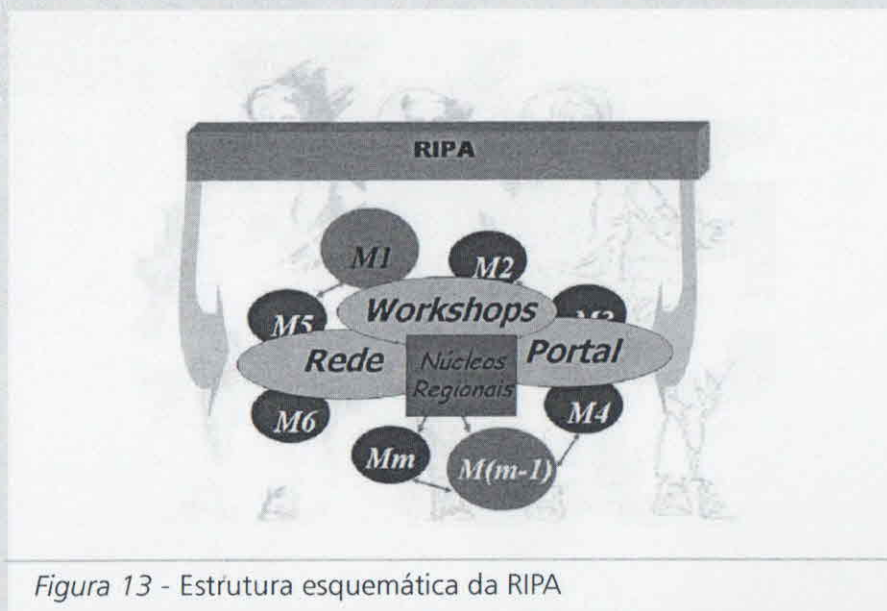 RIPA
M1
M2
Workshops
M5
M3
Rede
Núcleos
Regionais
Portal
M6
M4
Mm
M(m-1)
Figura 13 - Estrutura esquemática da RIPA